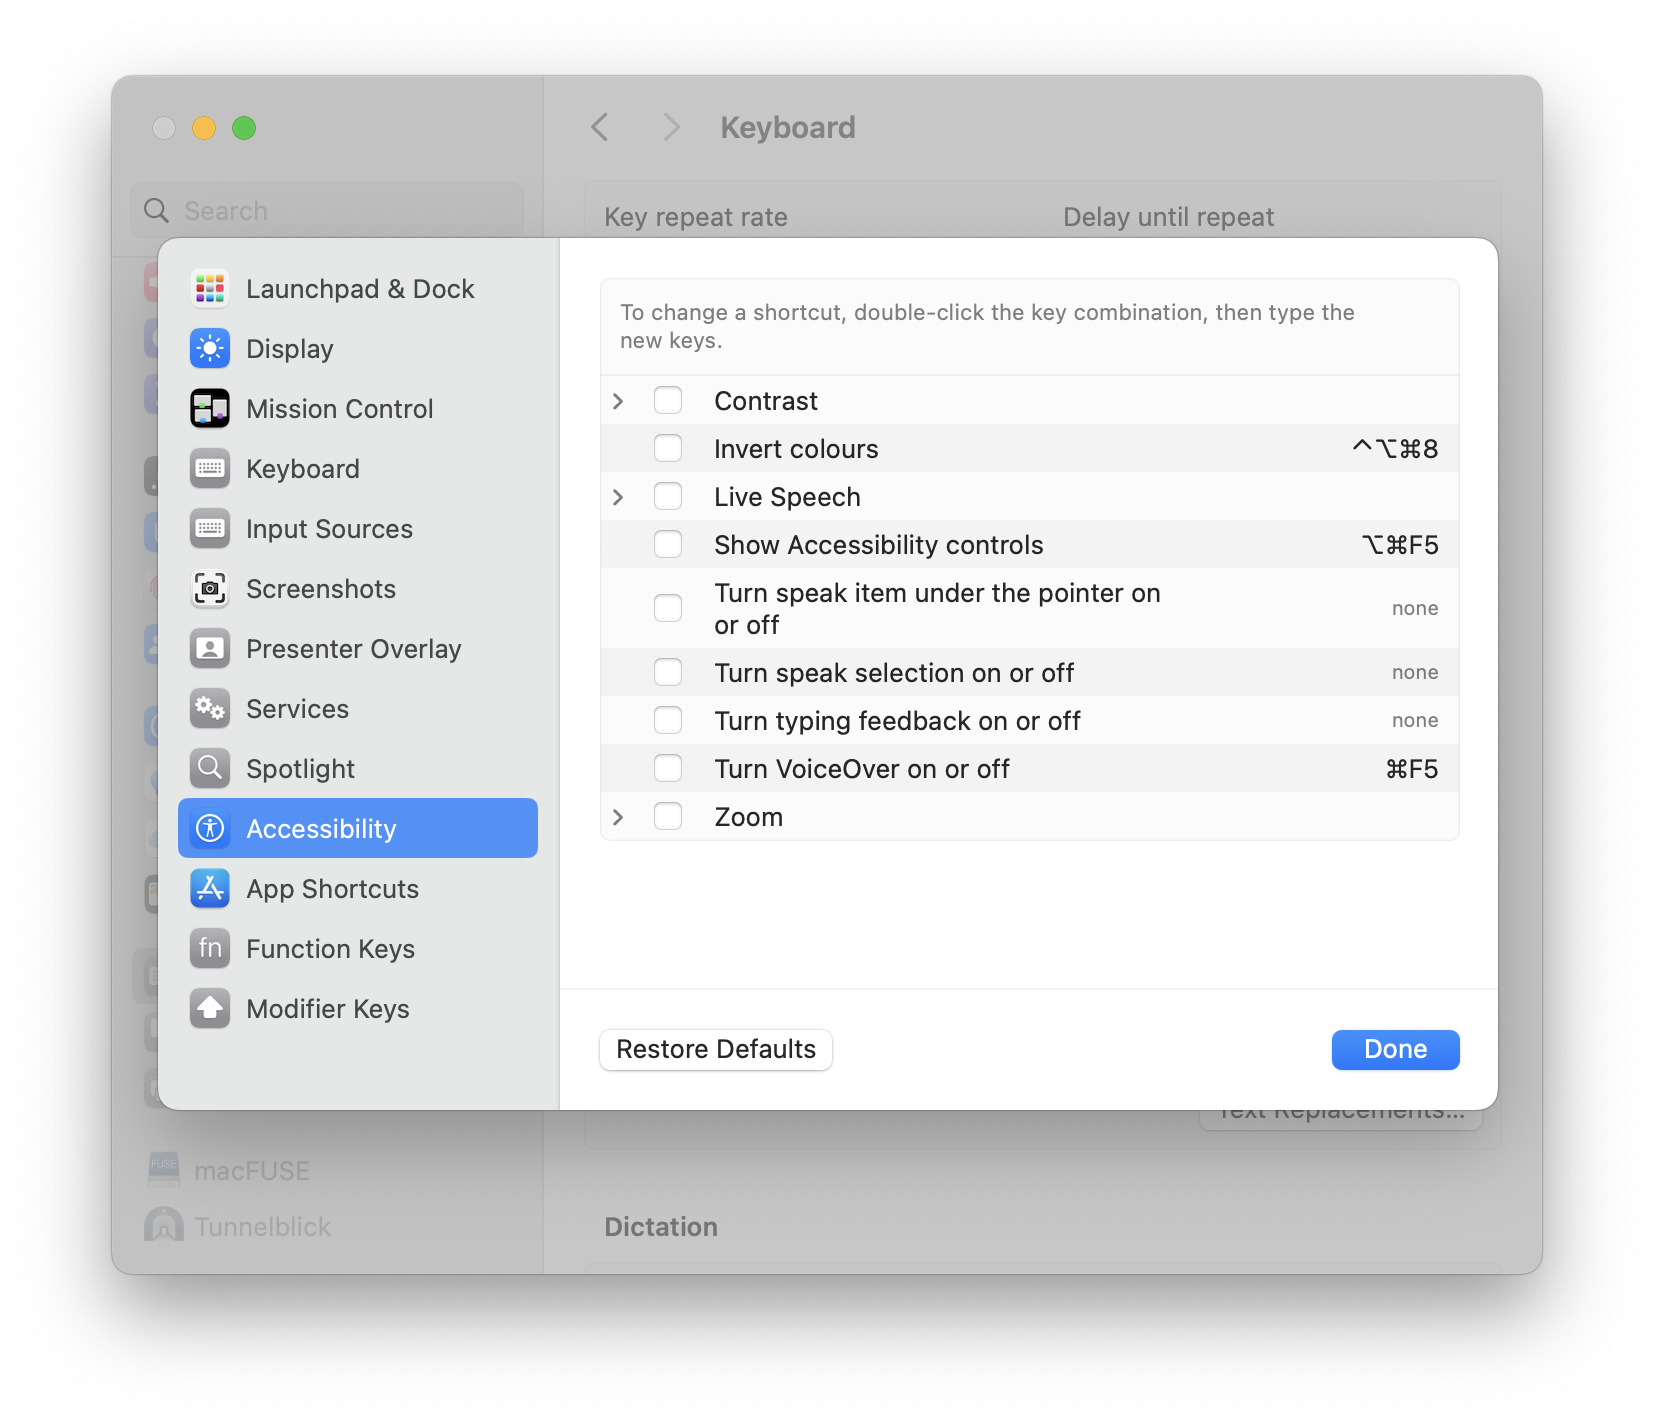 Keyboard
Search
Key repeat rate
Delay until repeat
Launchpad & Dock
Display
Mission Control
Keyboard
Input Sources
Screenshots
Presenter Overlay
Services
Spotlight
Accessibility
App Shortcuts
fn Function Keys
Modifier Keys
To change a shortcut, double-click the key combination, then type the
new keys.
Contrast
Invert colours ^⌥⌘8
Live Speech
Show Accessibility controls ⌥⌘F5
Turn speak item under the pointer on
or off
none
Turn speak selection on or off none
Turn typing feedback on or off none
Turn VoiceOver on or off ⌘F5
Zoom
Restore Defaults
Done
Text Replacements...
FUSE macFUSE
Tunnelblick
Dictation